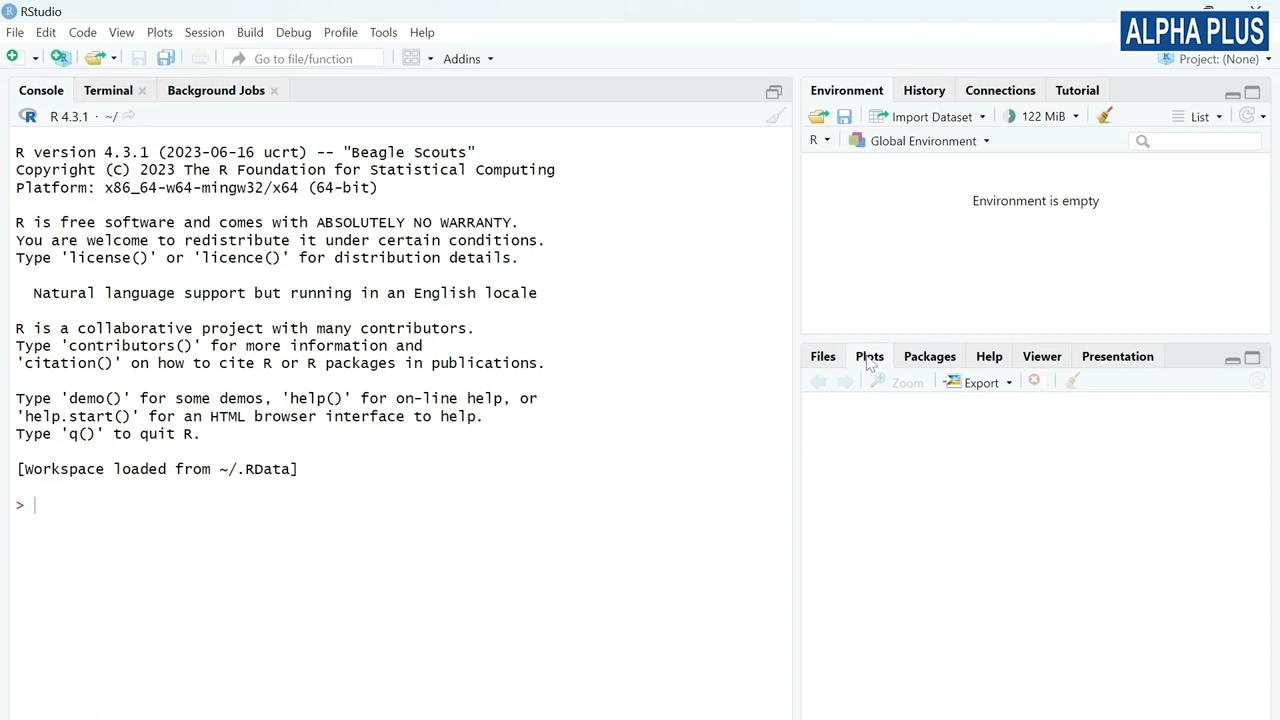 RStudio
ALPHA PLUS
File Edit Code View Plots Session Build Debug Profile Tools Help
Go to file/function Addins Project: (None)
Console Terminal Background Jobs
R 4.3.1 · ~/
R version 4.3.1 (2023-06-16 ucrt) -- "Beagle Scouts"
Copyright (C) 2023 The R Foundation for Statistical Computing
Platform: x86_64-w64-mingw32/x64 (64-bit)
R is free software and comes with ABSOLUTELY NO WARRANTY.
You are welcome to redistribute it under certain conditions.
Type 'license()' or 'licence()' for distribution details.
Natural language support but running in an English locale
R is a collaborative project with many contributors.
Type 'contributors()' for more information and
'citation()' on how to cite R or R packages in publications.
Type 'demo()' for some demos, 'help()' for on-line help, or
'help.start()' for an HTML browser interface to help.
Type 'q()' to quit R.
[Workspace loaded from ~/.RData]
>
Environment History Connections Tutorial
Import Dataset 122 MiB List
R Global Environment
Environment is empty
Files Plots Packages Help Viewer Presentation
Zoom Export